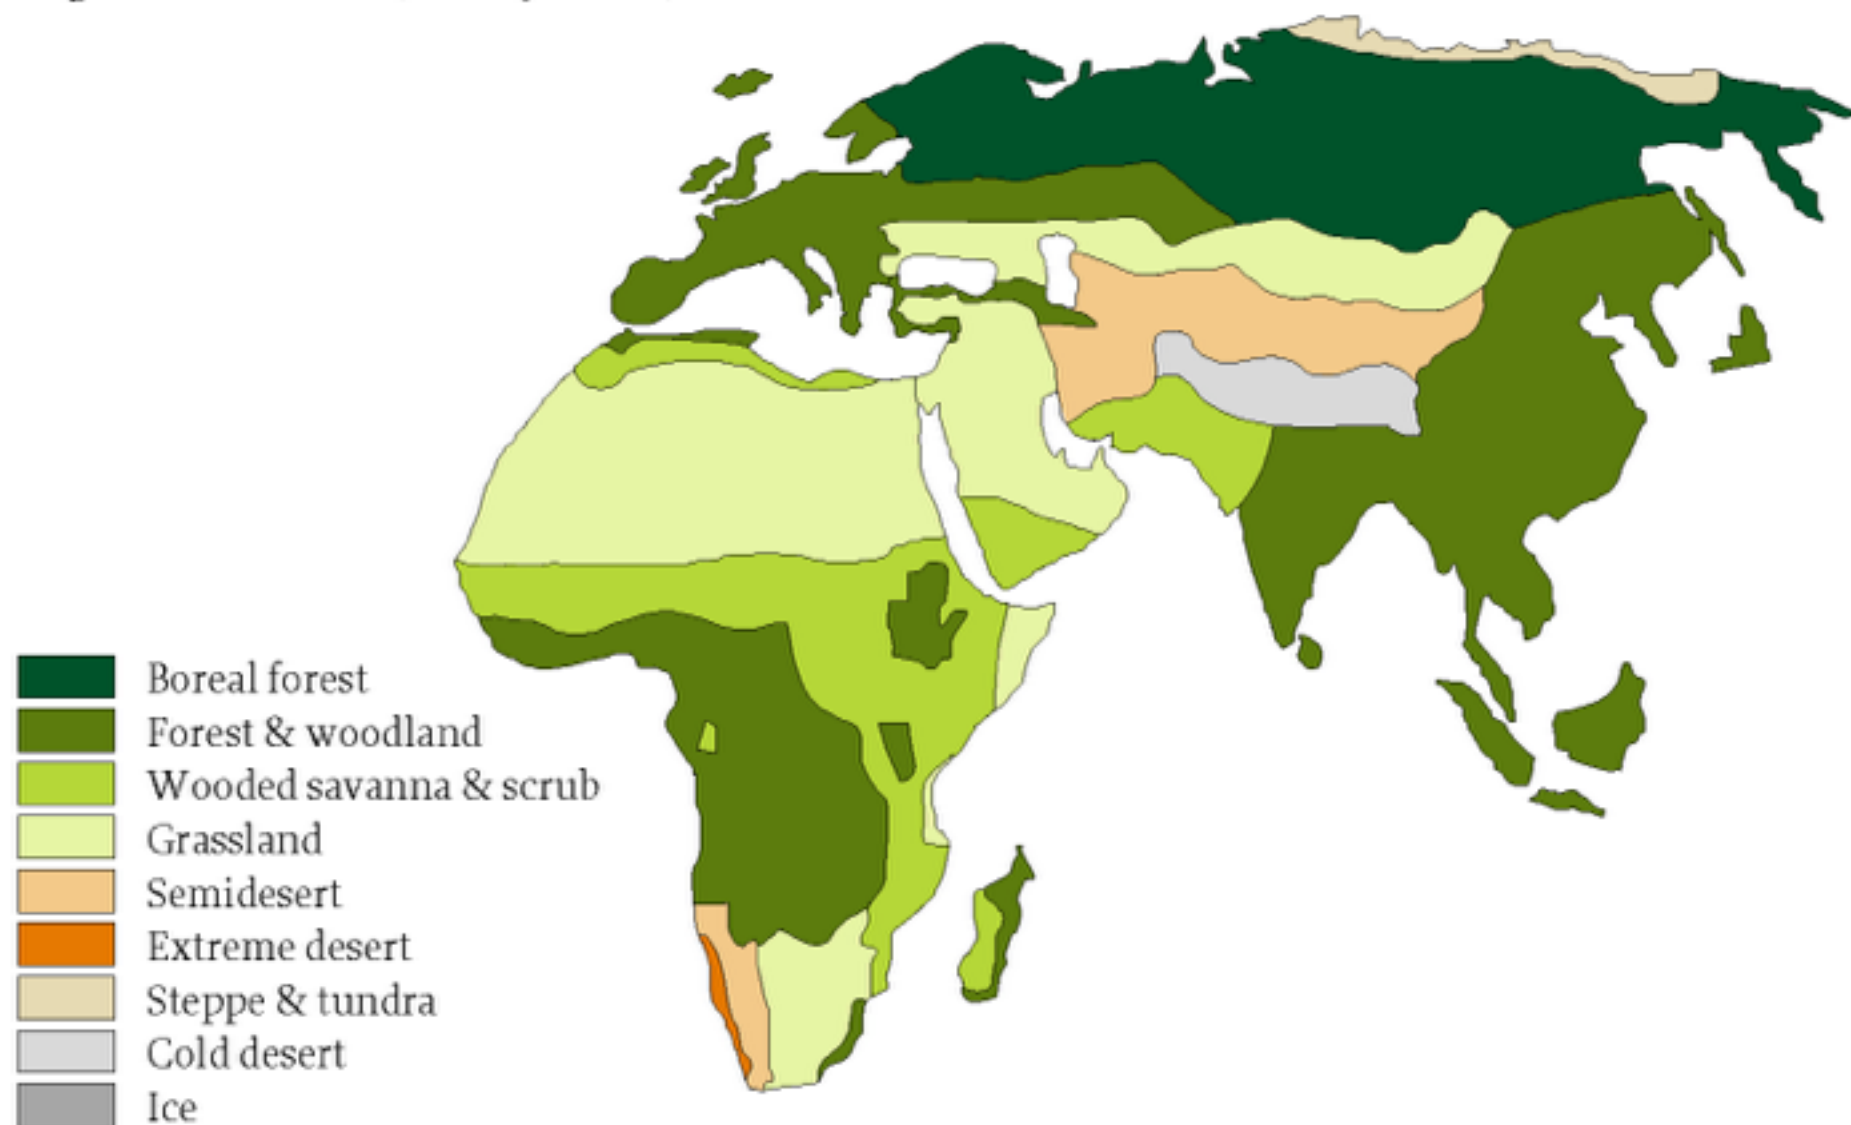 Boreal forest
Forest & woodland
Wooded savanna & scrub
Grassland
Semidesert
Extreme desert
Steppe & tundra
Cold desert
Ice